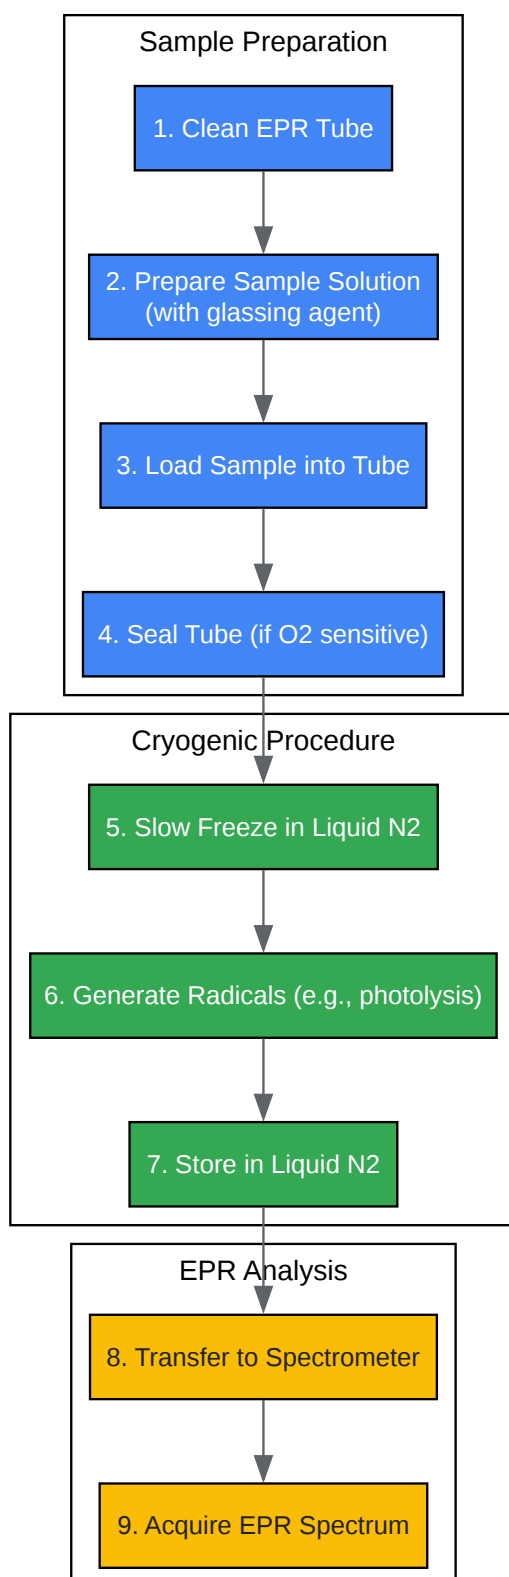 Sample Preparation
1. Clean EPR Tube
2. Prepare Sample Solution
(with glassing agent)
3. Load Sample into Tube
4. Seal Tube (if O2 sensitive)
Cryogenic Procedure
5. Slow Freeze in Liquid N2
6. Generate Radicals (e.g., photolysis)
7. Store in Liquid N2
EPR Analysis
8. Transfer to Spectrometer
9. Acquire EPR Spectrum